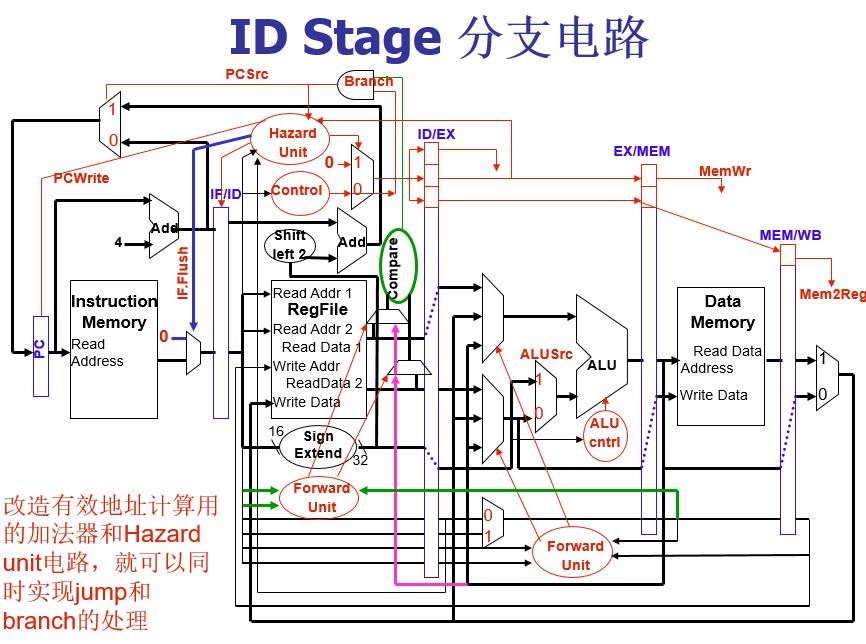 ID Stage 分支电路
PCSrc
Branch
1
0
Hazard
Unit
ID/EX
0
1
0
EX/MEM
PCWrite
IF/ID
Control
MemWr
Add
Shift
left 2
Add
Compare
MEM/WB
4
IF.Flush
Mem2Reg
Instruction
Memory
Read
Address
PC
0
Read Addr 1
RegFile
Read Addr 2
Read Data 1
Write Addr
ReadData 2
Write Data
ALUSrc
1
0
ALU
Data
Memory
Read Data
Address
Write Data
1
0
ALU
cntrl
16
Sign
Extend
32
Forward
Unit
0
1
Forward
Unit
改造有效地址计算用
的加法器和Hazard
unit电路，就可以同
时实现jump和
branch的处理